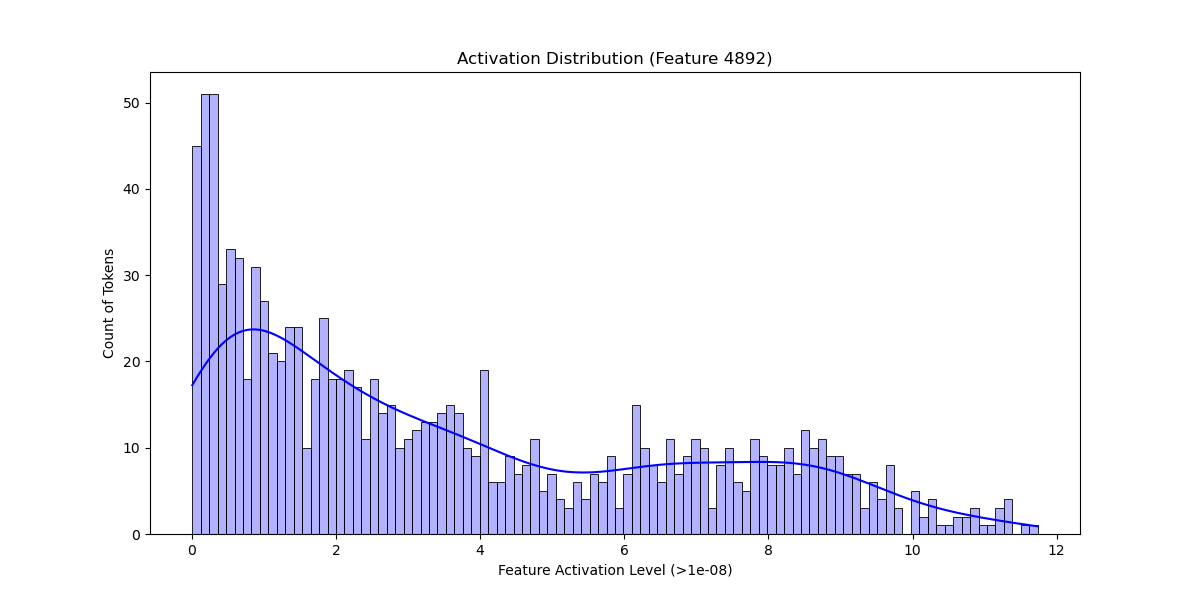 Activation Distribution (Feature 4892)
50
40
30
20
10
0
Count of Tokens
0 2 4 6 8 10 12
Feature Activation Level (>1e-08)